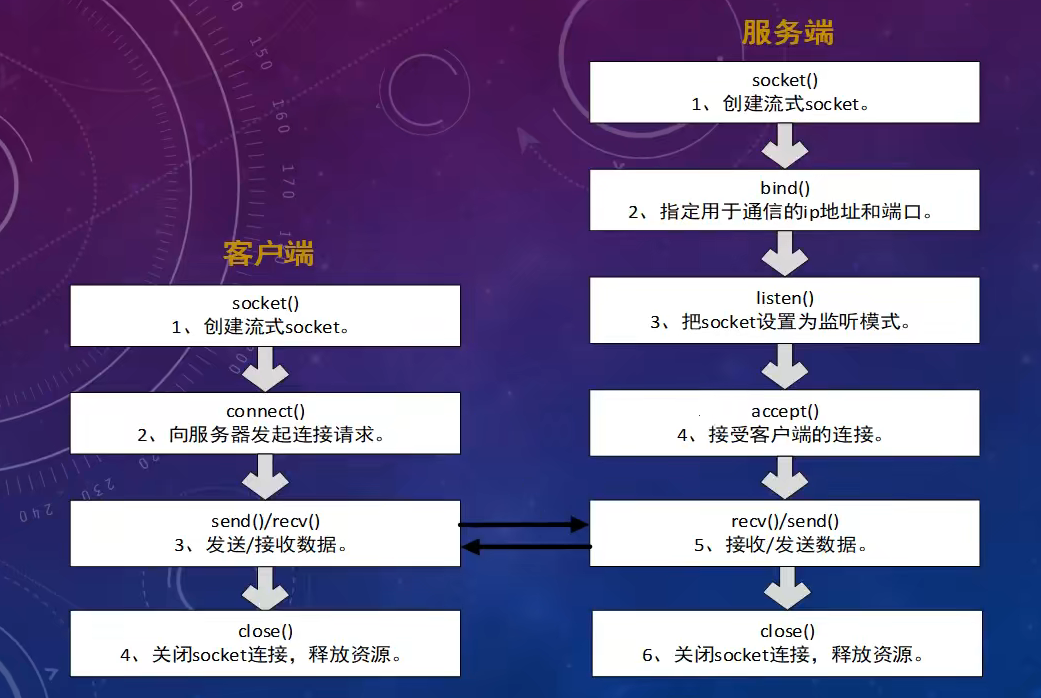 服务端
socket()
1、创建流式socket。
bind()
2、指定用于通信的ip地址和端口。
listen()
3、把socket设置为监听模式。
accept()
4、接受客户端的连接。
recv()/send()
5、接收/发送数据。
close()
6、关闭socket连接，释放资源。
客户端
socket()
1、创建流式socket。
connect()
2、向服务器发起连接请求。
send()/recv()
3、发送/接收数据。
close()
4、关闭socket连接，释放资源。
150
160
170
230
240